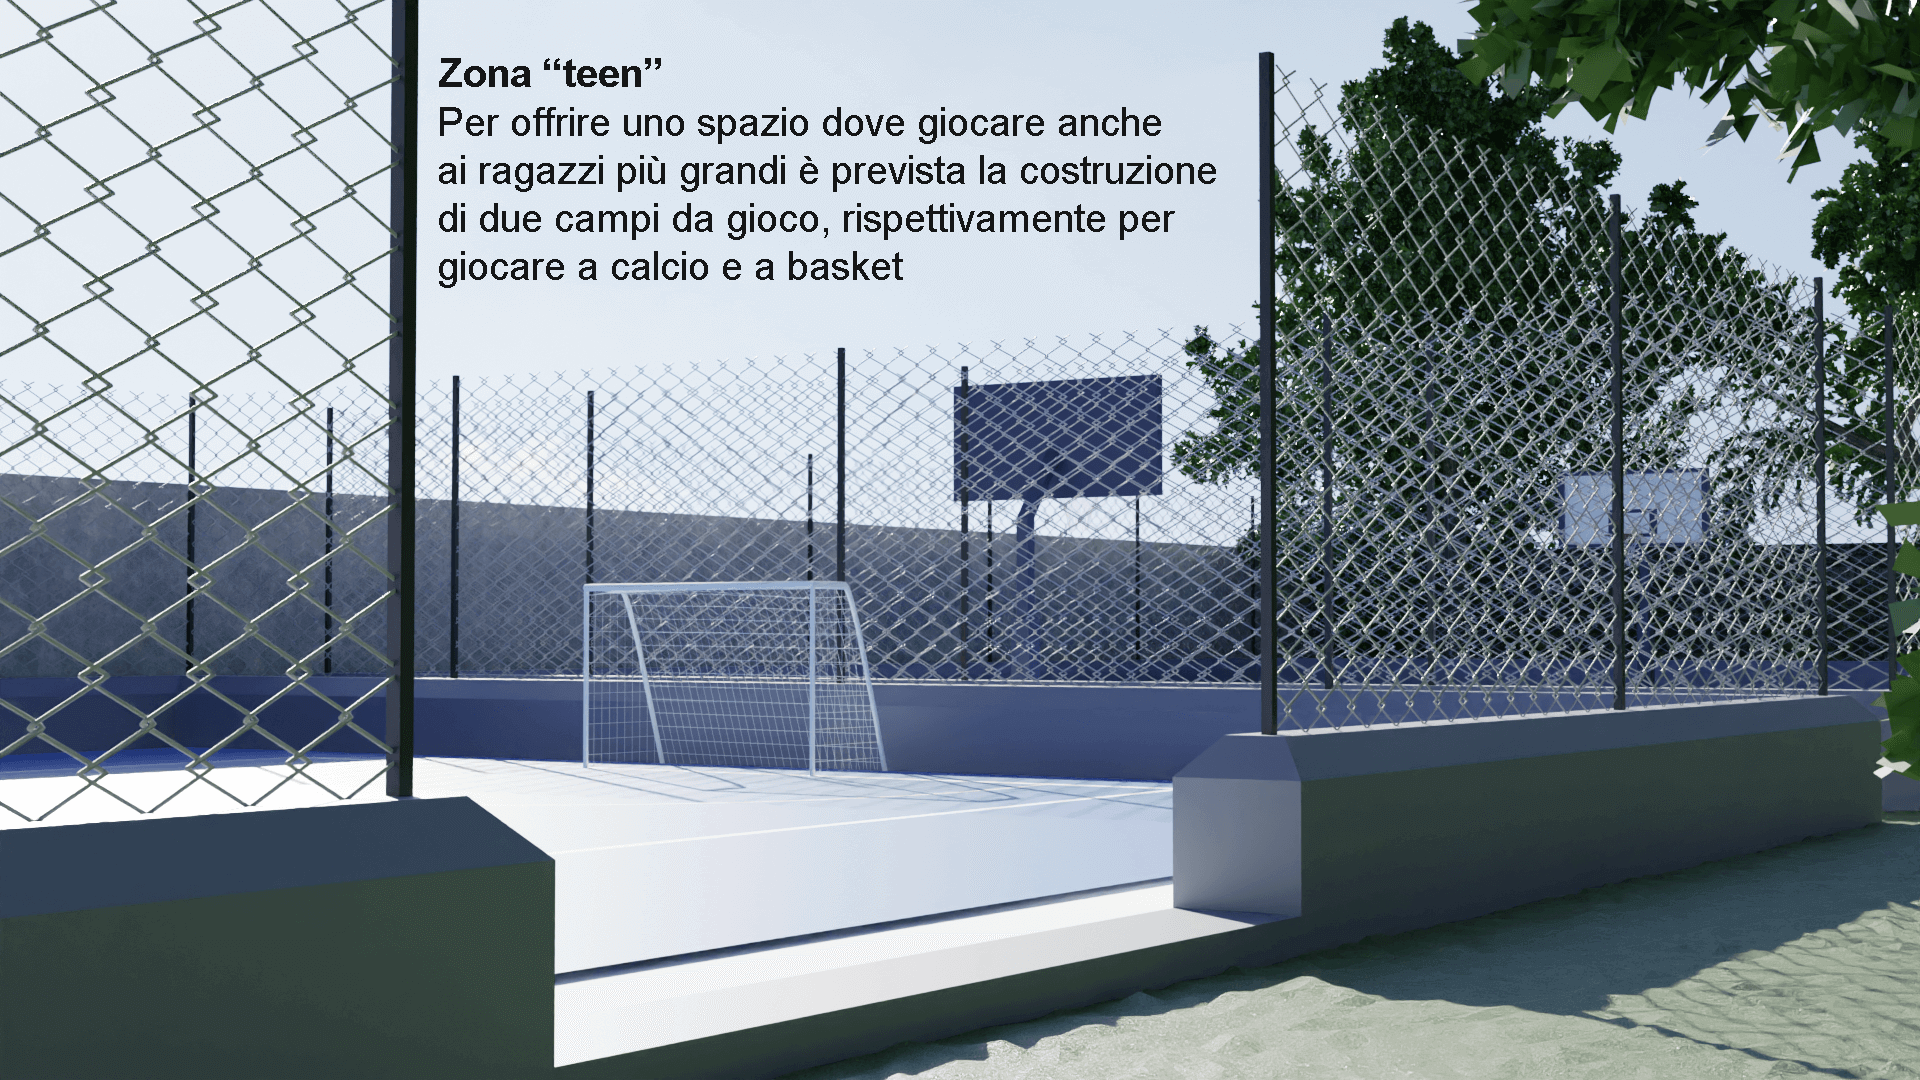 Zona “teen”
Per offrire uno spazio dove giocare anche
ai ragazzi più grandi è prevista la costruzione
di due campi da gioco, rispettivamente per
giocare a calcio e a basket